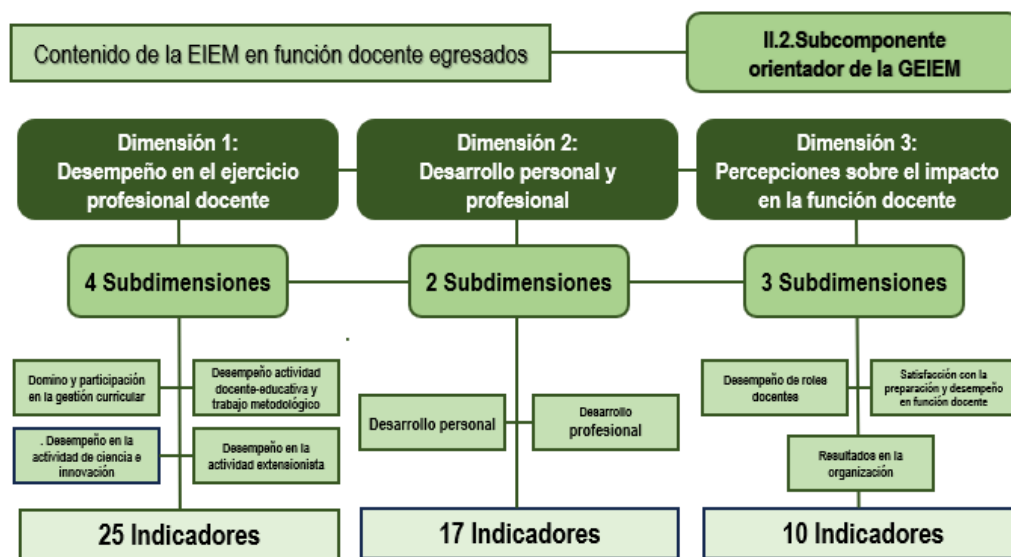 Contenido de la EIEM en función docente egresados
II.2.Subcomponente
orientador de la GEIEM
Dimensión 1:
Desempeño en el ejercicio
profesional docente
Dimensión 2:
Desarrollo personal y
profesional
Dimensión 3:
Percepciones sobre el impacto
en la función docente
4 Subdimensiones
2 Subdimensiones
3 Subdimensiones
Domino y participación
en la gestión curricular
Desempeño actividad
docente-educativa y
trabajo metodológico
. Desempeño en la
actividad de ciencia e
innovación
Desempeño en la
actividad extensionista
Desarrollo personal
Desarrollo
profesional
Desempeño de roles
docentes
Satisfacción con la
preparación y desempeño
en función docente
Resultados en la
organización
25 Indicadores
17 Indicadores
10 Indicadores